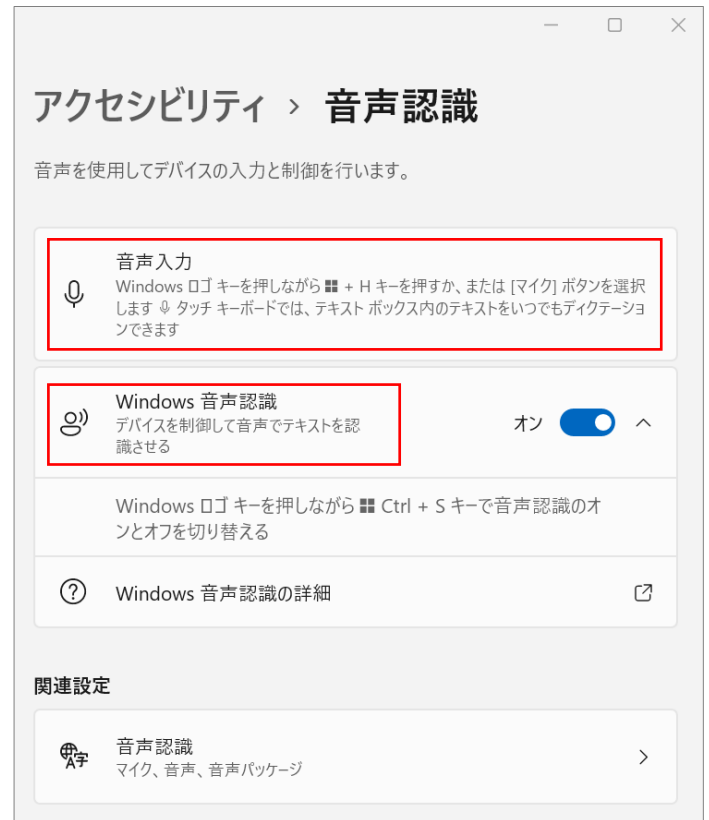 アクセシビリティ › 音声認識
音声を使用してデバイスの入力と制御を行います。
音声入力
Windows ロゴ キーを押しながら + H キーを押すか、または [マイク] ボタンを選択
します タッチ キーボードでは、テキスト ボックス内のテキストをいつでもディクテーショ
ンできます
Windows 音声認識
デバイスを制御して音声でテキストを認
識させる
オン
Windows ロゴ キーを押しながら Ctrl + S キーで音声認識のオ
ンとオフを切り替える
Windows 音声認識の詳細
関連設定
A字
音声認識
マイク、音声、音声パッケージ